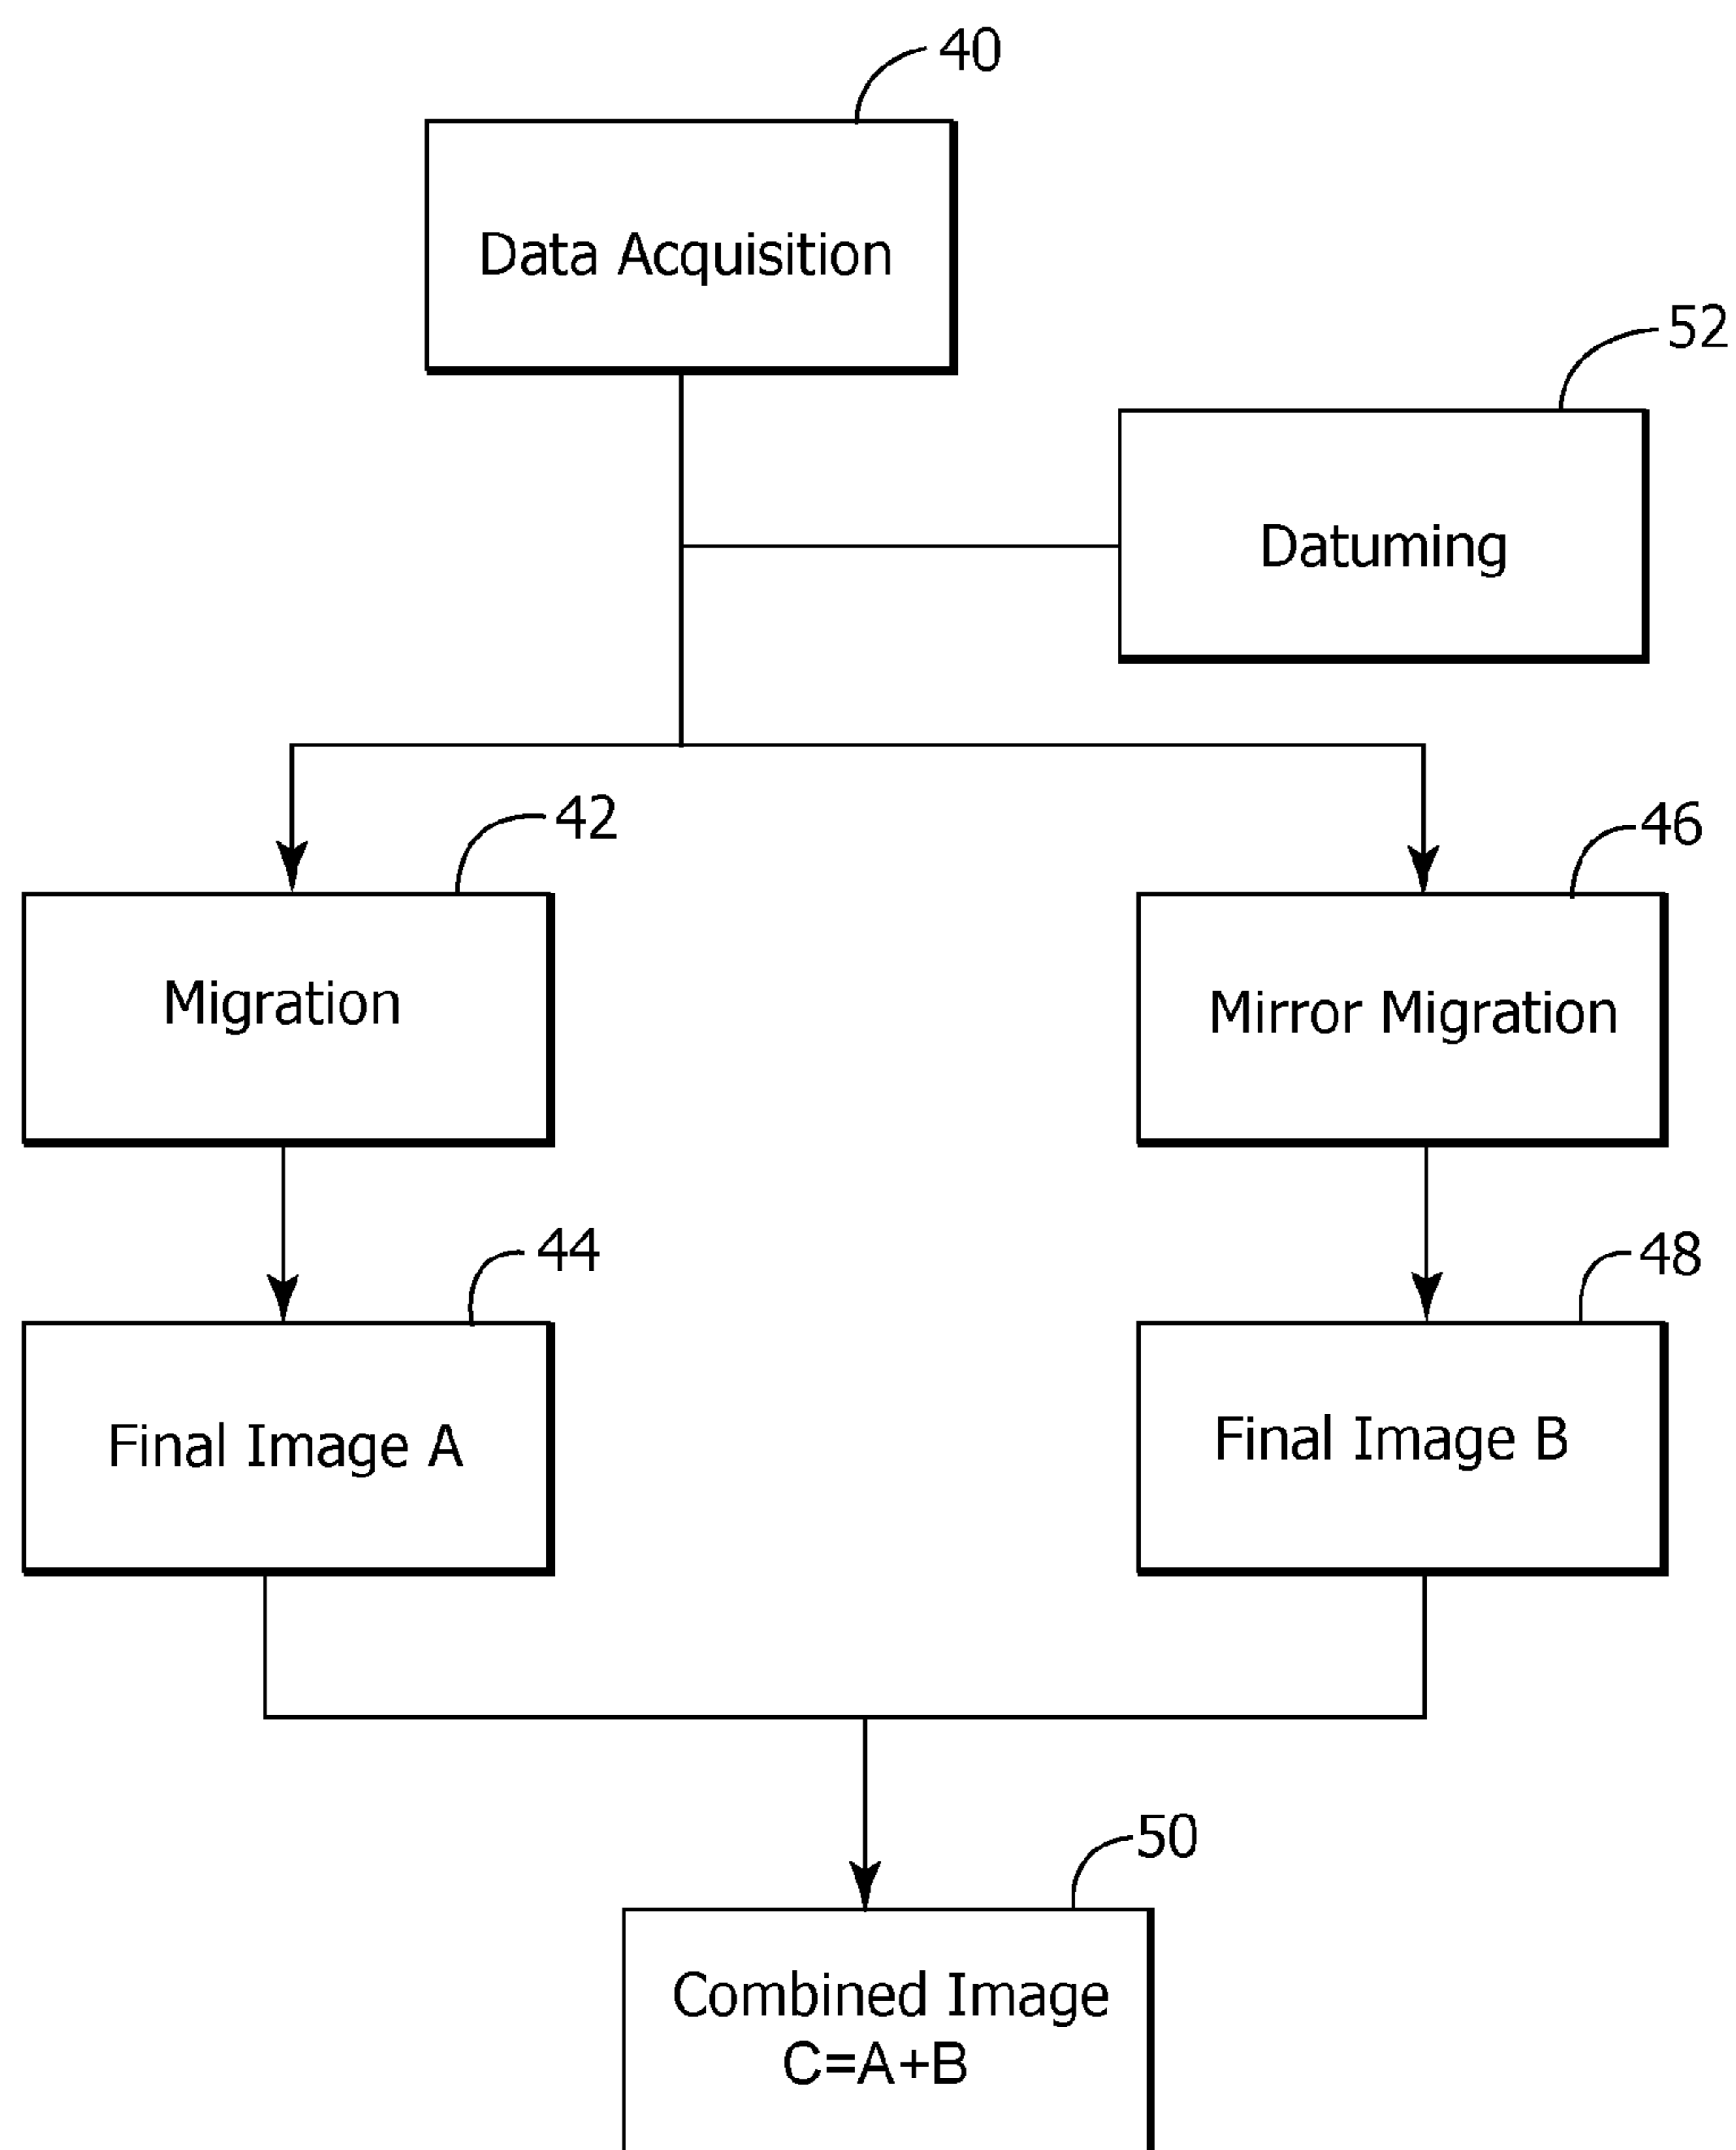 40
Data Acquisition
52
Datuming
42
Migration
46
Mirror Migration
44
Final Image A
48
Final Image B
50
Combined Image
C=A+B